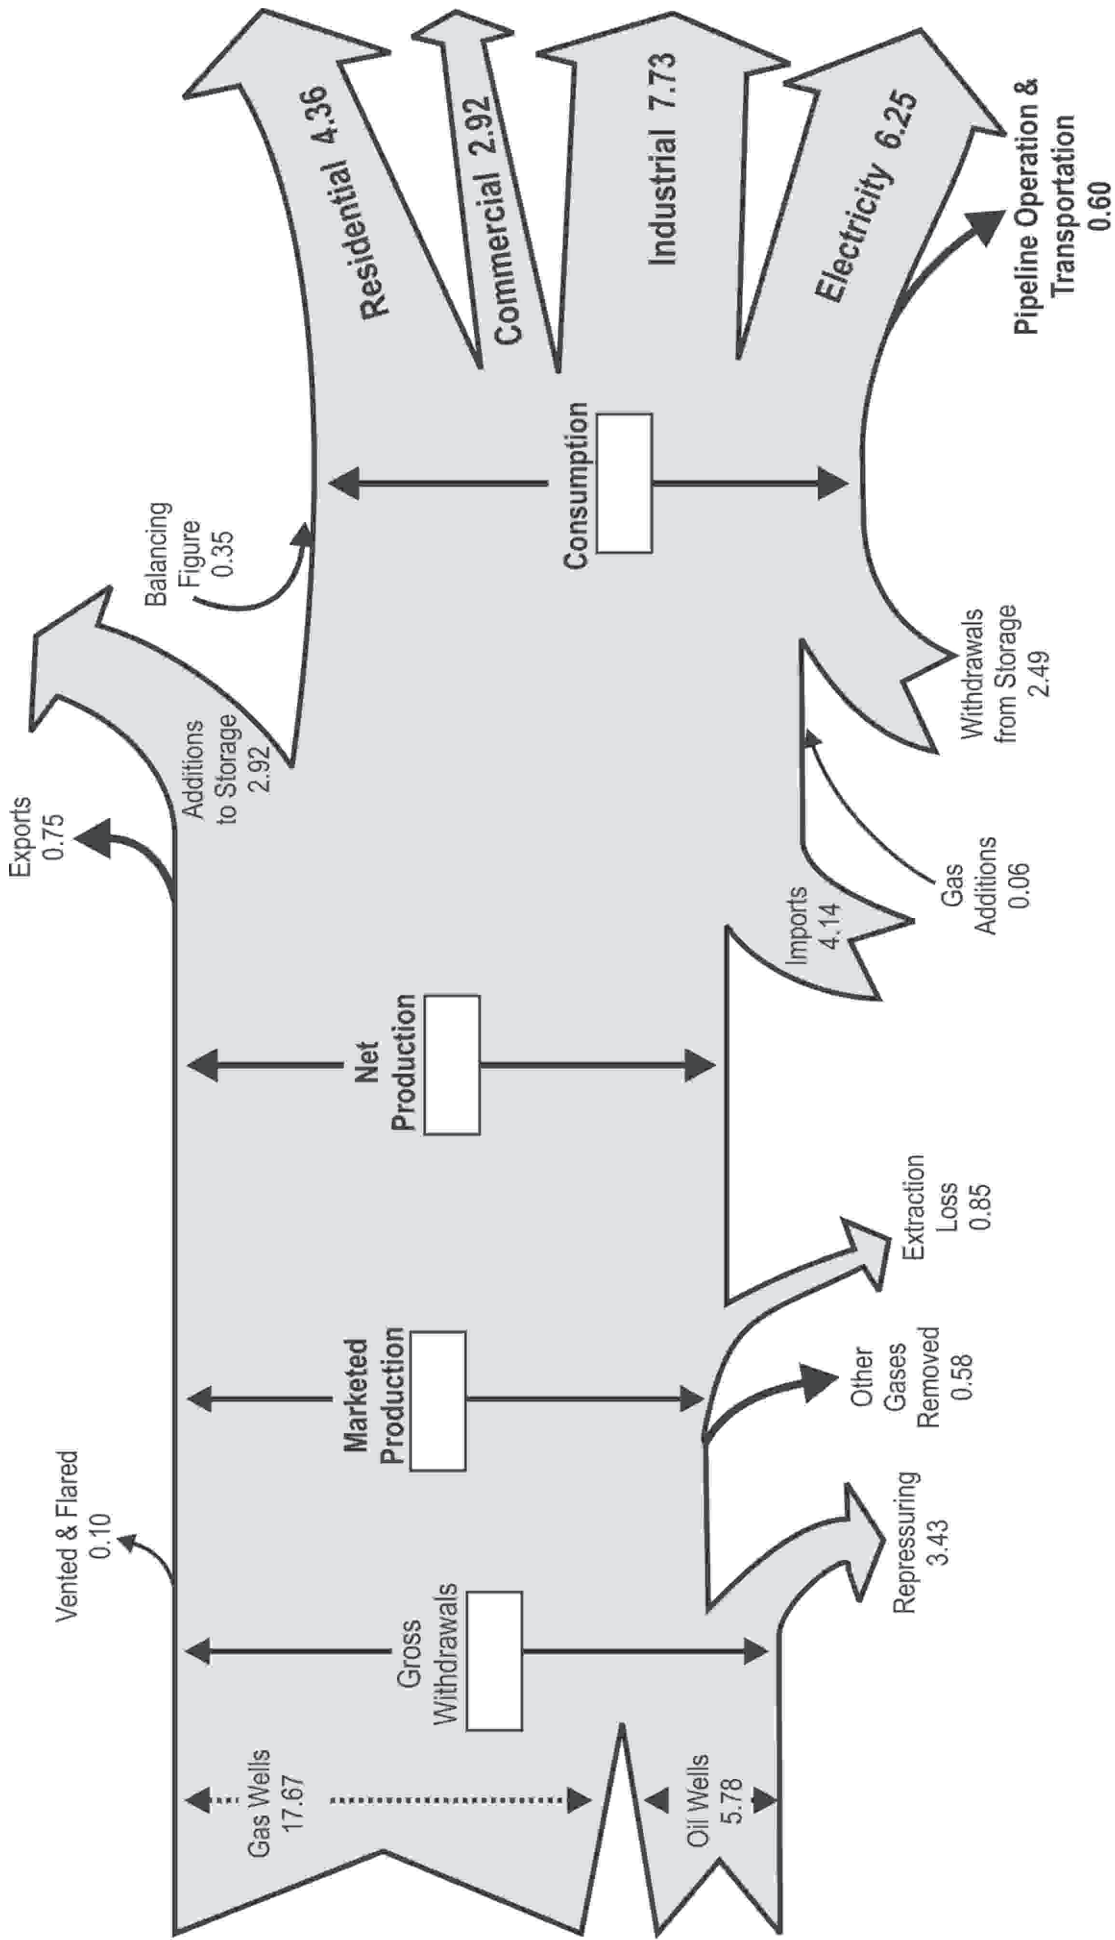 Gas Wells
17.67
Oil Wells
5.78
Gross
Withdrawals
Vented & Flared
0.10
Repressuring
3.43
Marketed
Production
Other
Gases
Removed
0.58
Extraction
Loss
0.85
Net
Production
Imports
4.14
Gas
Additions
0.06
Exports
0.75
Additions
to Storage
2.92
Withdrawals
from Storage
2.49
Balancing
Figure
0.35
Consumption
Residential 4.36
Commercial 2.92
Industrial 7.73
Electricity 6.25
Pipeline Operation &
Transportation
0.60